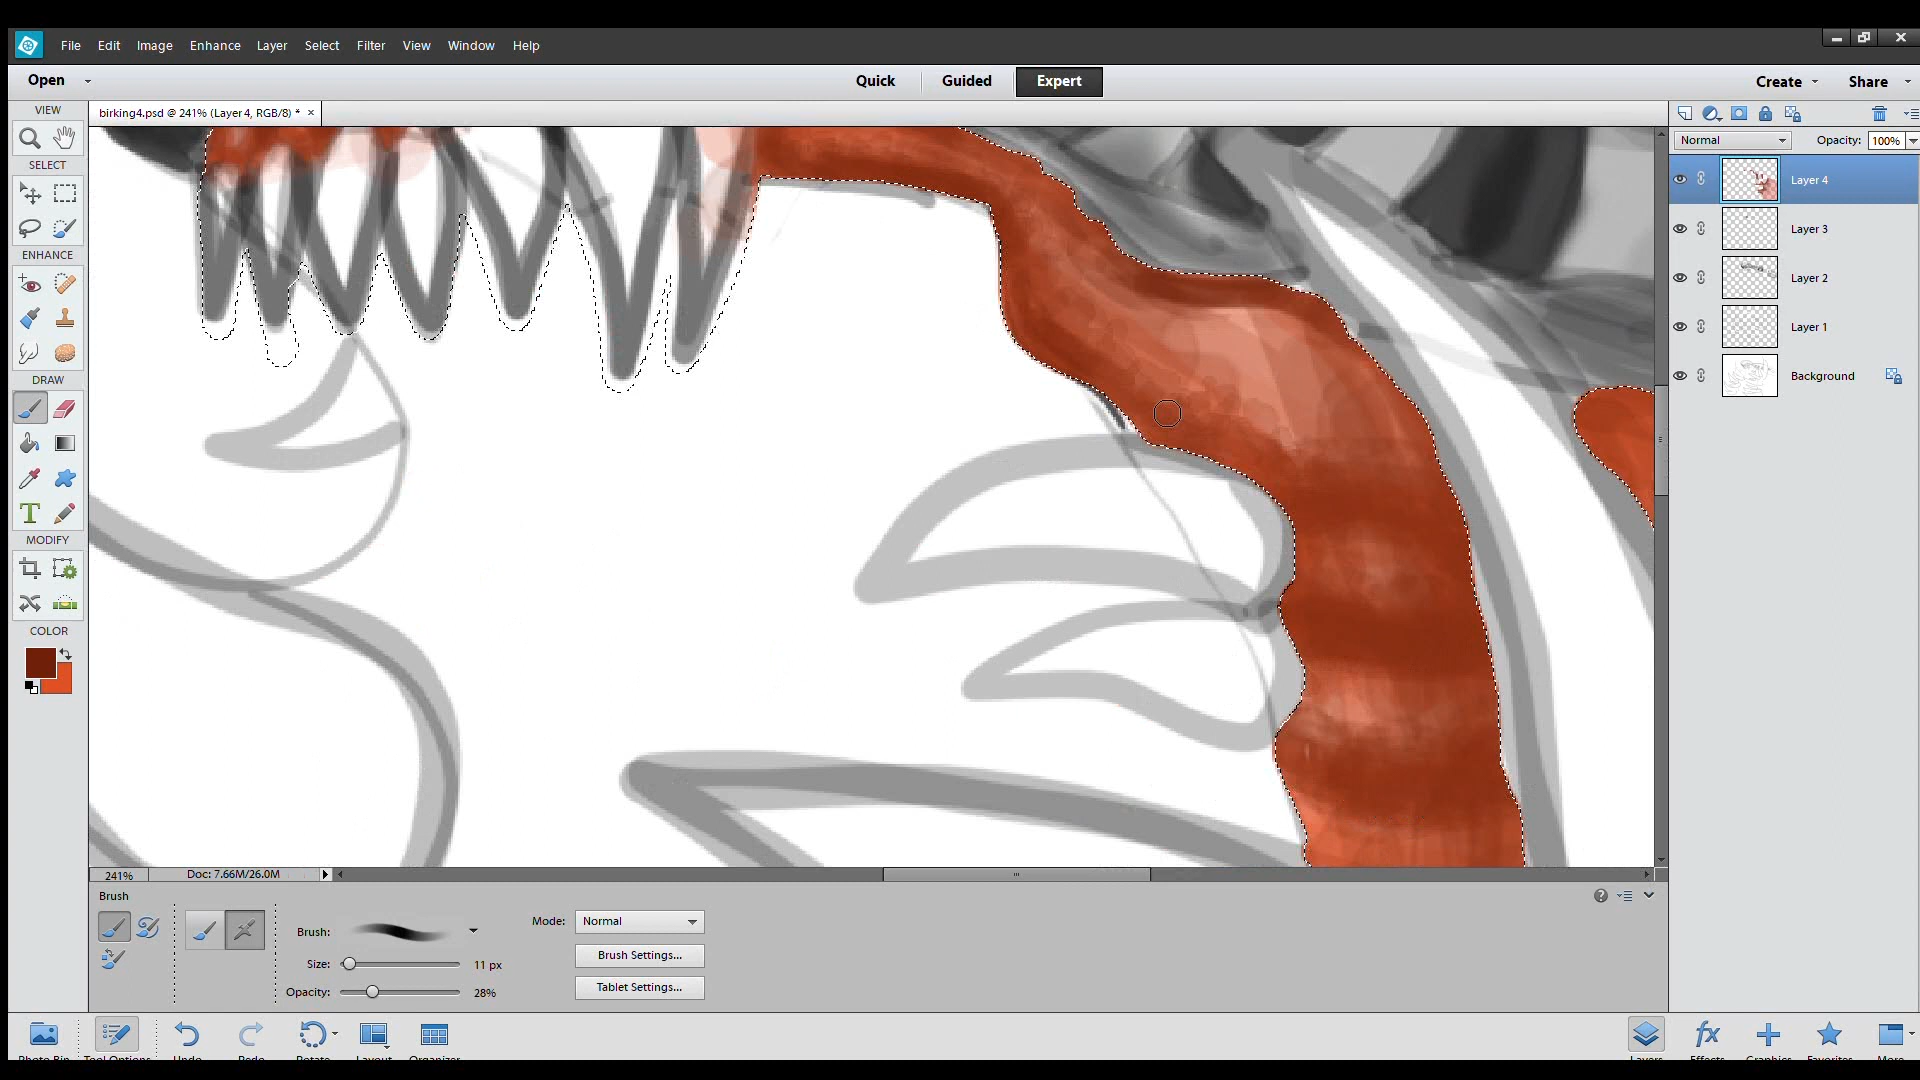 File Edit Image Enhance Layer Select Filter View Window Help
Open Quick Guided Expert Create Share
VIEW
birking4.psd @ 241% (Layer 4, RGB/8) * ×
Normal Opacity: 100%
SELECT
Layer 4
Layer 3
ENHANCE
Layer 2
Layer 1
DRAW
Background
MODIFY
COLOR
241% Doc: 7.66M/26.0M
Brush
Mode: Normal
Brush:
Brush Settings...
Size: 11 px
Tablet Settings...
Opacity: 28%
Photo Bin Tool Options Undo Redo Rotate Layout Organizer Layers Effects Graphics Favorites More